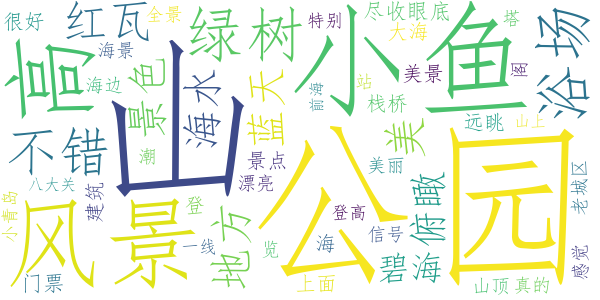 很好
红瓦
全景
绿树
特别
尽收眼底
塔
海景
大海
高
海边
山
景色
海水
蓝天
小
美景
阁
鱼
浴场
站
前海
栈桥
美
远眺
山上
不错
潮
景点
公
园
美丽
八大关
建筑
漂亮
老城区
小青岛
风景
登
地方
登高
俯瞰
一线
览
海
信号
碧海
感觉
门票
上面
山顶
真的